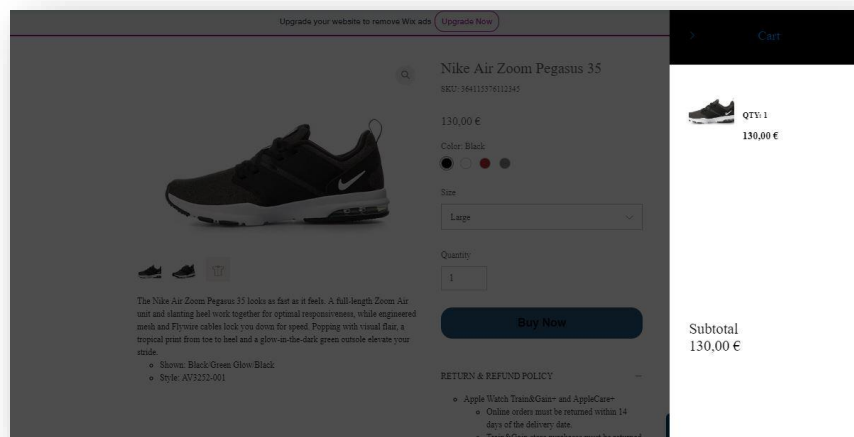 Upgrade your website to remove Wix ads Upgrade Now
Cart
Nike Air Zoom Pegasus 35
SKU: 364115376112345
130,00 €
Color: Black
Size
Large
Quantity
1
Buy Now
The Nike Air Zoom Pegasus 35 looks as fast as it feels. A full-length Zoom Air
unit and slanting heel work together for optimal responsiveness, while engineered
mesh and Flywire cables lock you down for speed. Popping with visual flair, a
tropical print from toe to heel and a glow-in-the-dark green outsole elevate your
stride.
Shown: Black/Green Glow/Black
Style: AV3252-001
RETURN & REFUND POLICY
Apple Watch Train&Gain+ and AppleCare+
Online orders must be returned within 14
days of the delivery date.
QTY: 1
130,00 €
Subtotal
130,00 €